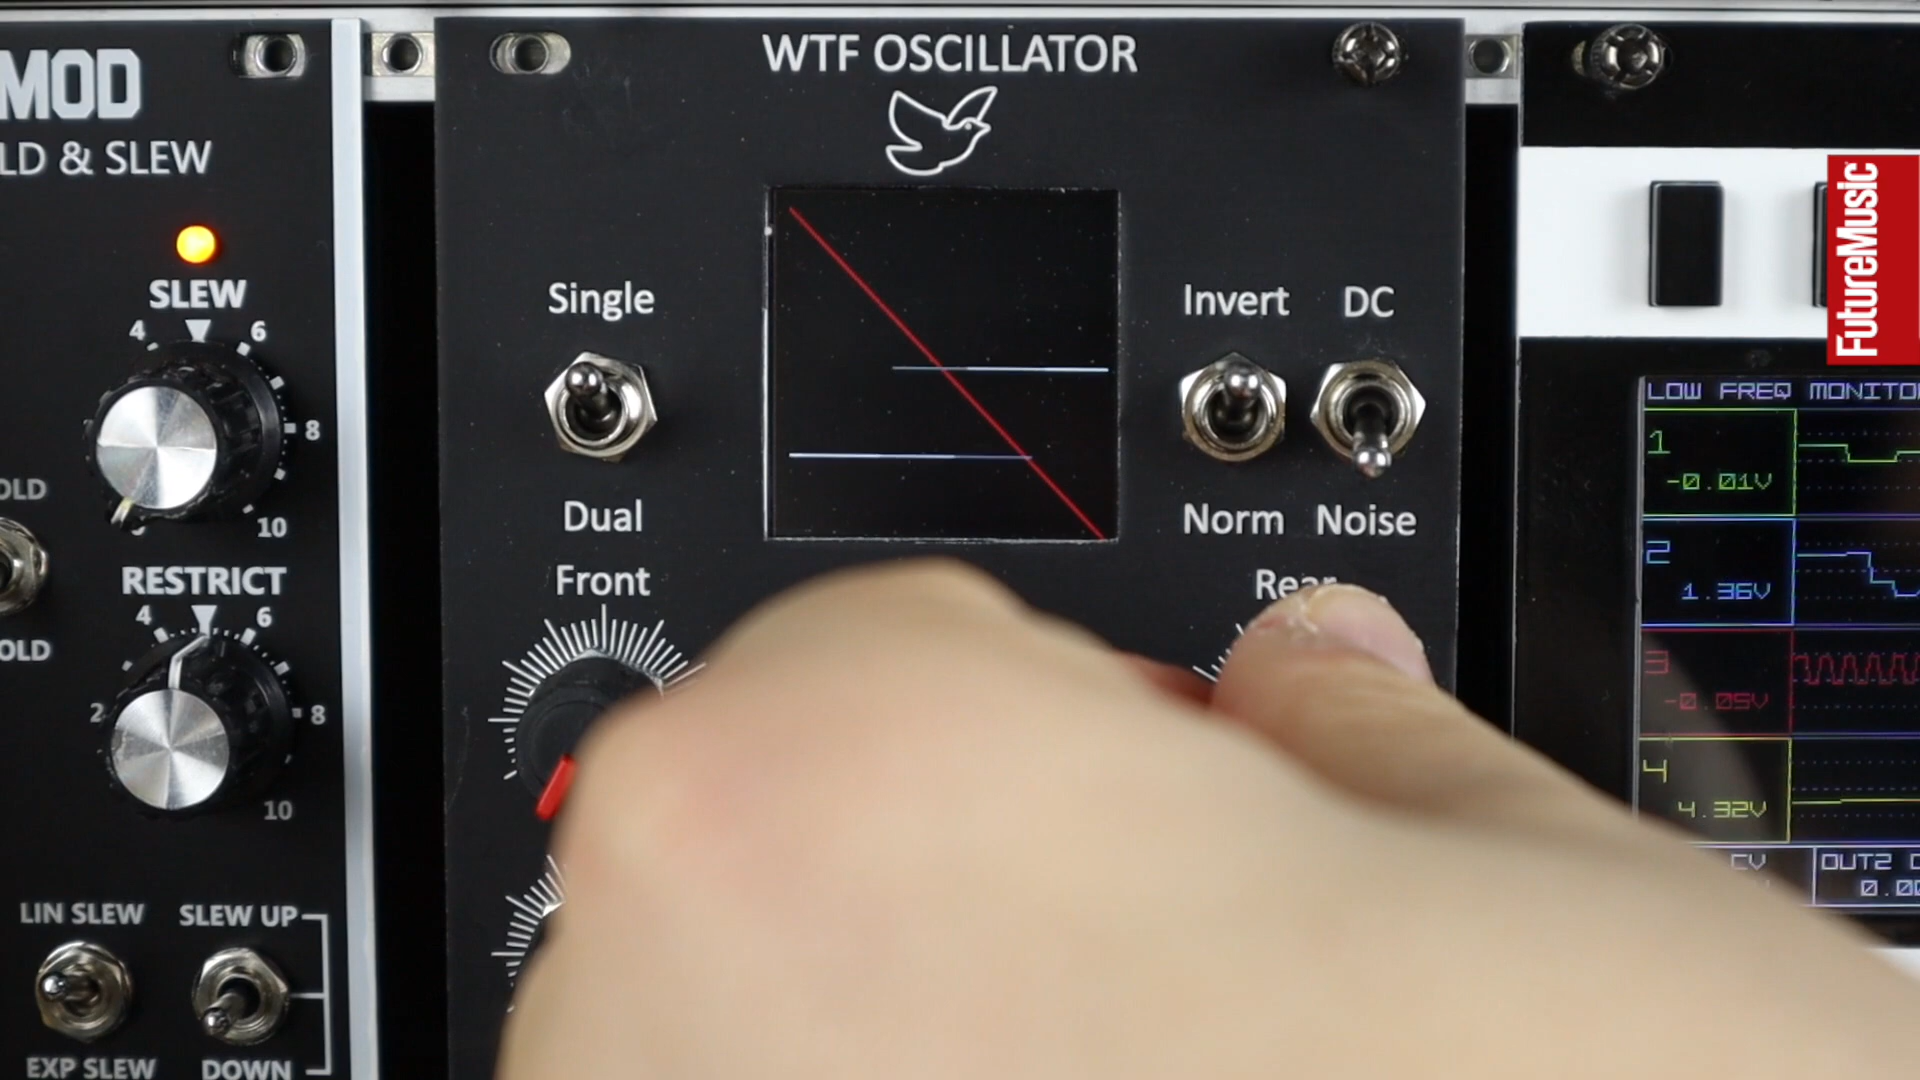 MOD
LD & SLEW
SLEW
4 6
8
10
OLD
RESTRICT
4 6
2 8
OLD
10
LIN SLEW SLEW UP
EXP SLEW DOWN
WTF OSCILLATOR
Single
Dual
Front
Invert DC
Norm Noise
Rear
FutureMusic
LOW FREQ MONITO
1
-0.01V
2
1.36V
3
-0.05V
4
4.32V
CV OUT2